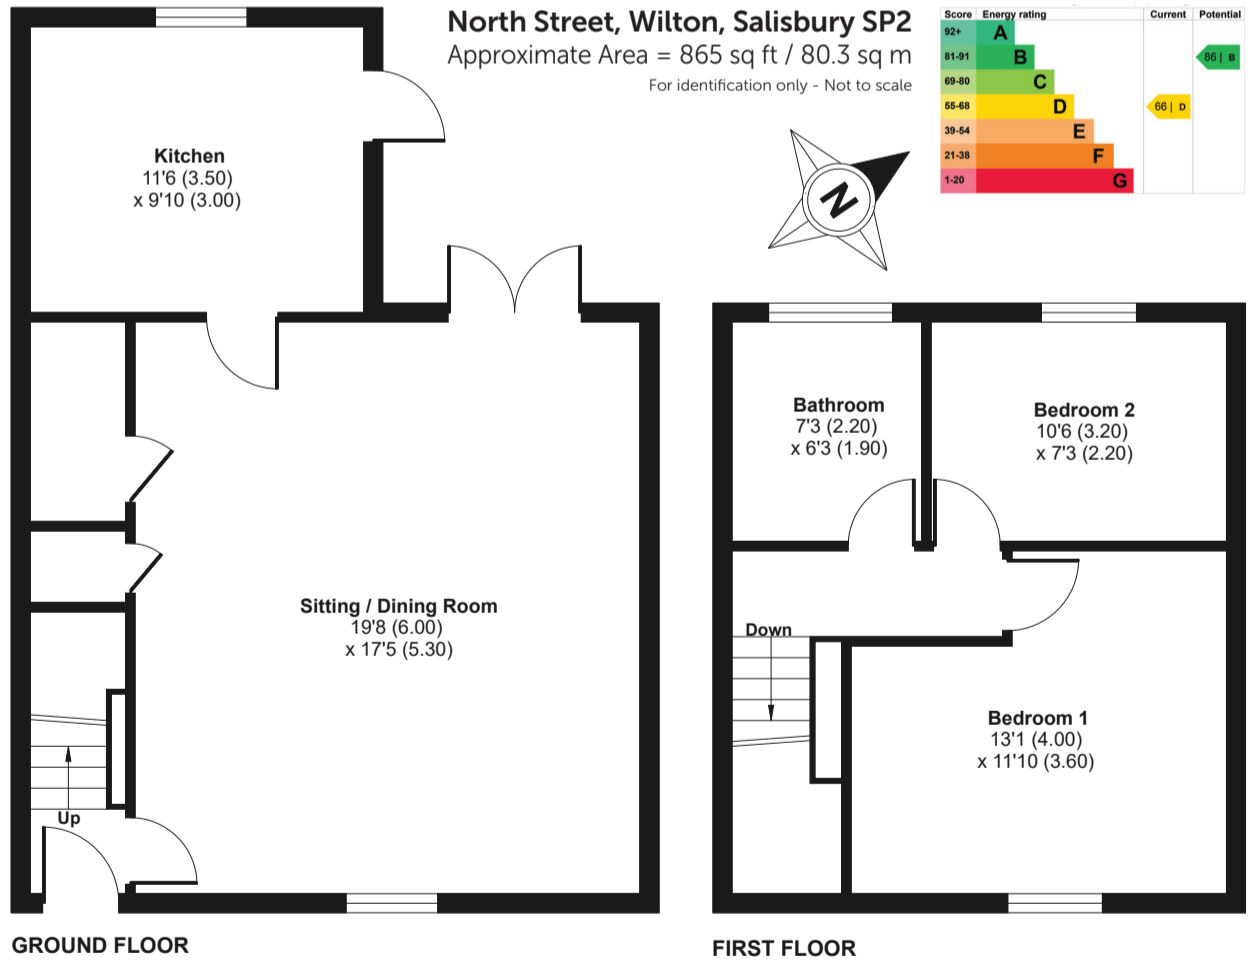 North Street, Wilton, Salisbury SP2
Approximate Area = 865 sq ft / 80.3 sq m
For identification only - Not to scale
Score Energy rating Current Potential
92+ A
81-91 B 86 | B
69-80 C
55-68 D 66 | D
39-54 E
21-38 F
1-20 G
N
Kitchen
11'6 (3.50)
x 9'10 (3.00)
Sitting / Dining Room
19'8 (6.00)
x 17'5 (5.30)
Up
GROUND FLOOR
Bathroom
7'3 (2.20)
x 6'3 (1.90)
Bedroom 2
10'6 (3.20)
x 7'3 (2.20)
Down
Bedroom 1
13'1 (4.00)
x 11'10 (3.60)
FIRST FLOOR